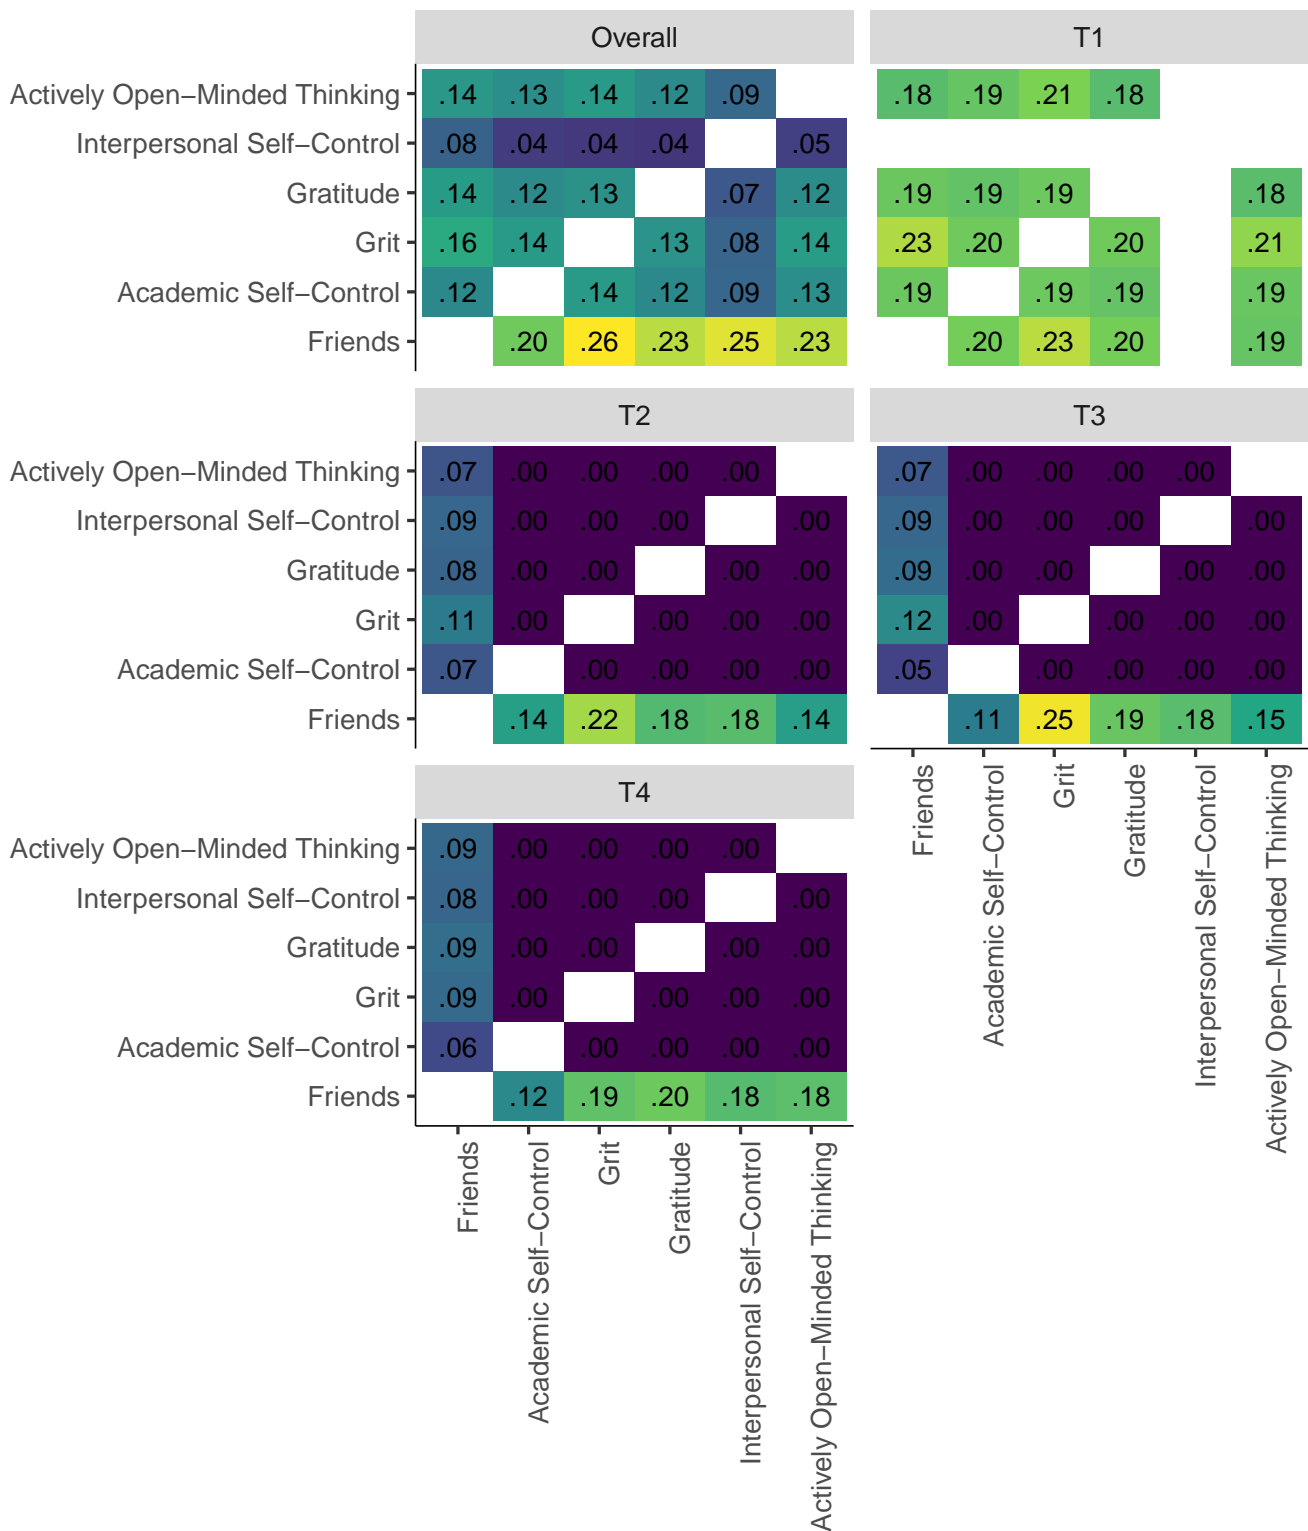 Overall
T1
Actively Open−Minded Thinking .14 .13 .14 .12 .09 .18 .19 .21 .18
Interpersonal Self−Control .08 .04 .04 .04 .05
Gratitude .14 .12 .13 .07 .12 .19 .19 .19 .18
Grit .16 .14 .13 .08 .14 .23 .20 .20 .21
Academic Self−Control .12 .14 .12 .09 .13 .19 .19 .19 .19
Friends .20 .26 .23 .25 .23 .20 .23 .20 .19
T2
T3
Actively Open−Minded Thinking .07 .00 .00 .00 .00 .07 .00 .00 .00 .00
Interpersonal Self−Control .09 .00 .00 .00 .00 .09 .00 .00 .00 .00
Gratitude .08 .00 .00 .00 .00 .09 .00 .00 .00 .00
Grit .11 .00 .00 .00 .00 .12 .00 .00 .00 .00
Academic Self−Control .07 .00 .00 .00 .00 .05 .00 .00 .00 .00
Friends .14 .22 .18 .18 .14 .11 .25 .19 .18 .15
T4
Actively Open−Minded Thinking .09 .00 .00 .00 .00
Interpersonal Self−Control .08 .00 .00 .00 .00
Gratitude .09 .00 .00 .00 .00
Grit .09 .00 .00 .00 .00
Academic Self−Control .06 .00 .00 .00 .00
Friends .12 .19 .20 .18 .18
Friends
Academic Self−Control
Grit
Gratitude
Interpersonal Self−Control
Actively Open−Minded Thinking
Friends
Academic Self−Control
Grit
Gratitude
Interpersonal Self−Control
Actively Open−Minded Thinking